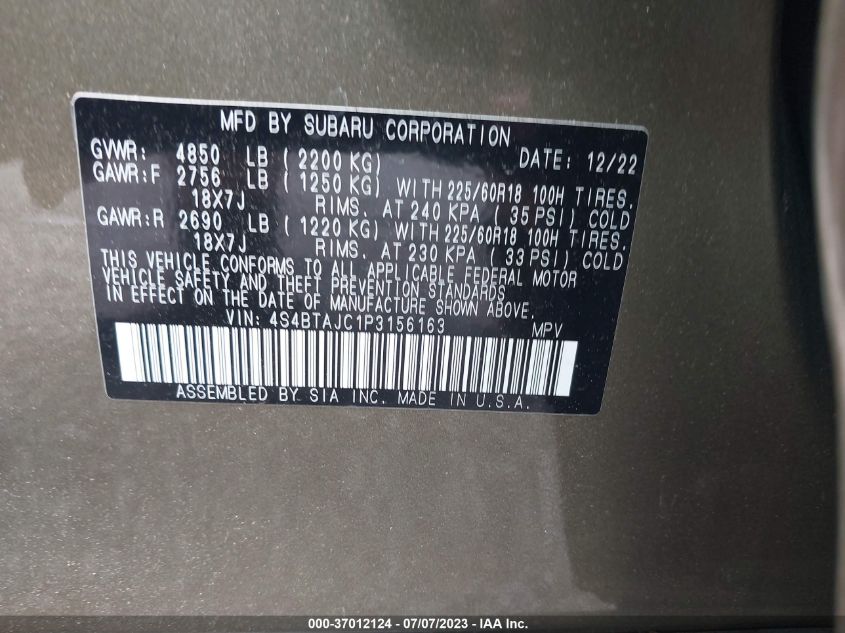 MFD BY SUBARU CORPORATION
GVWR: 4850 LB ( 2200 KG) DATE: 12/22
GAWR:F 2756 LB ( 1250 KG) WITH 225/60R18 100H TIRES,
18X7J RIMS, AT 240 KPA ( 35 PSI) COLD
GAWR:R 2690 LB ( 1220 KG) WITH 225/60R18 100H TIRES,
18X7J RIMS, AT 230 KPA ( 33 PSI) COLD
THIS VEHICLE CONFORMS TO ALL APPLICABLE FEDERAL MOTOR
VEHICLE SAFETY AND THEFT PREVENTION STANDARDS
IN EFFECT ON THE DATE OF MANUFACTURE SHOWN ABOVE.
VIN: 4S4BTAJC1P3156163 MPV
ASSEMBLED BY SIA INC. MADE IN U.S.A.
000-37012124 - 07/07/2023 - IAA Inc.